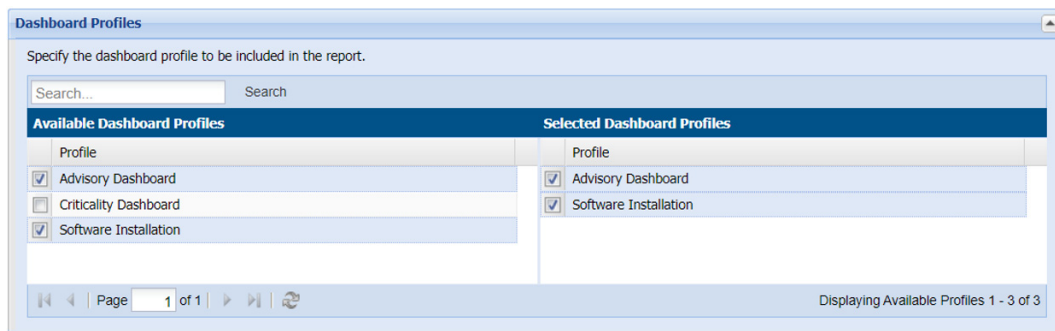 Dashboard Profiles
Specify the dashboard profile to be included in the report.
Search... Search
Available Dashboard Profiles Selected Dashboard Profiles
Profile Profile
Advisory Dashboard Advisory Dashboard
Criticality Dashboard Software Installation
Software Installation
Page 1 of 1 Displaying Available Profiles 1 - 3 of 3